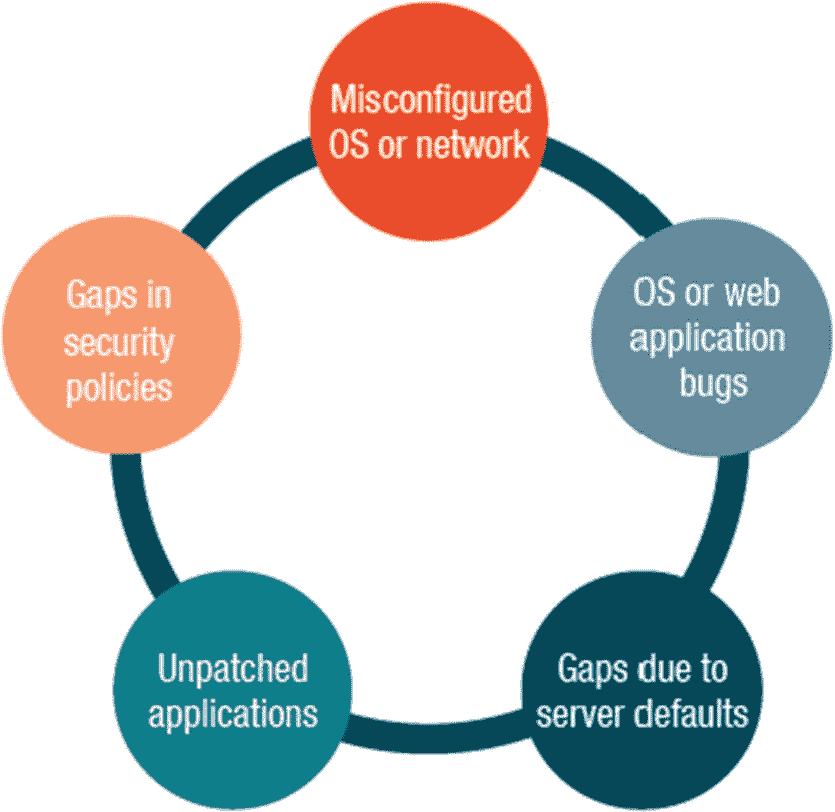 Misconfigured
OS or network
OS or web
application
bugs
Gaps due to
server defaults
Unpatched
applications
Gaps in
security
policies